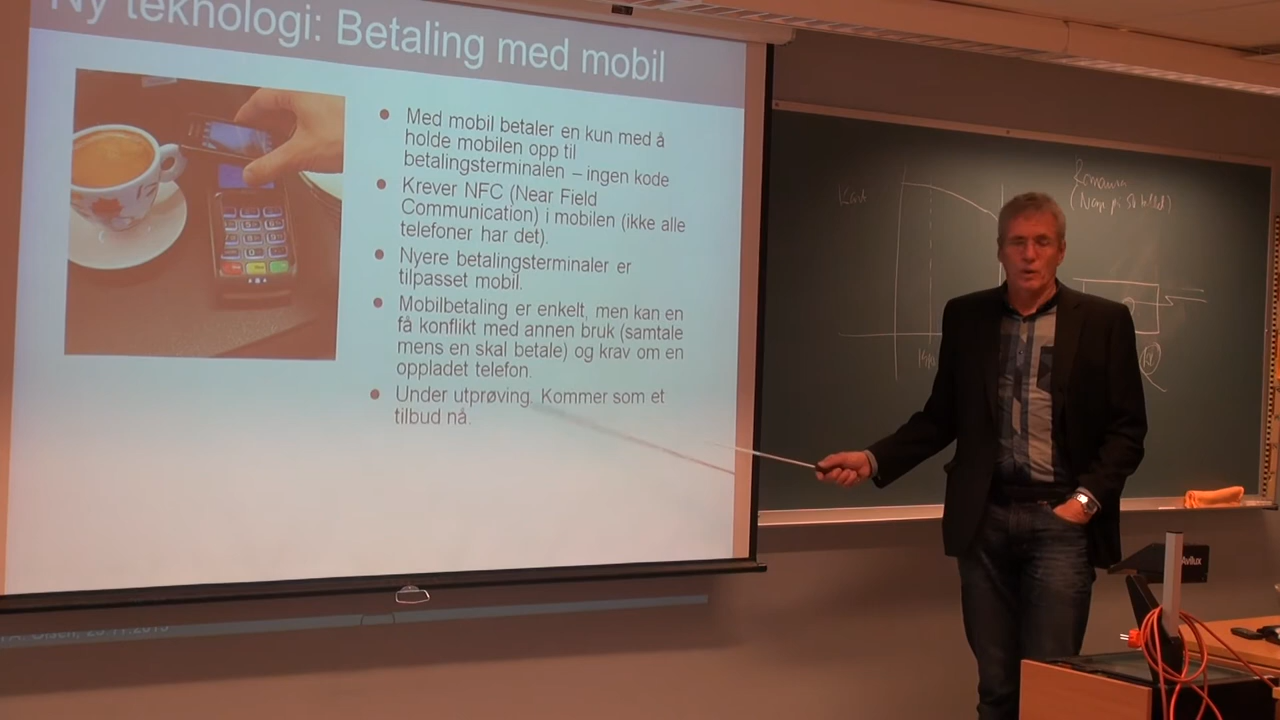 Ny teknologi: Betaling med mobil
Med mobil betaler en kun med å
holde mobilen opp til
betalingsterminalen – ingen kode
Krever NFC (Near Field
Communication) i mobilen (ikke alle
telefoner har det).
Nyere betalingsterminaler er
tilpasset mobil.
Mobilbetaling er enkelt, men kan en
få konflikt med annen bruk (samtale
mens en skal betale) og krav om en
oppladet telefon.
Under utprøving. Kommer som et
tilbud nå.
Olsen,